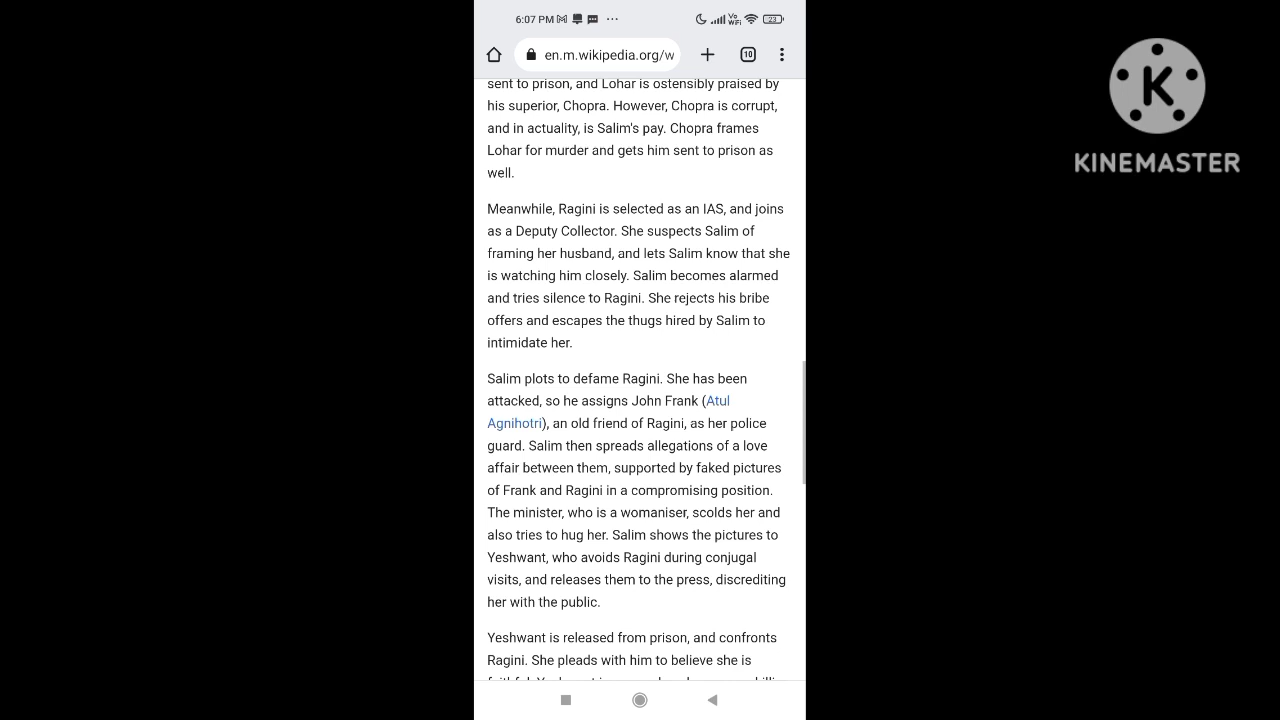 6:07 PM
Vo
WiFi
23
en.m.wikipedia.org/w
10
K
KINEMASTER
sent to prison, and Lohar is ostensibly praised by
his superior, Chopra. However, Chopra is corrupt,
and in actuality, is Salim's pay. Chopra frames
Lohar for murder and gets him sent to prison as
well.
Meanwhile, Ragini is selected as an IAS, and joins
as a Deputy Collector. She suspects Salim of
framing her husband, and lets Salim know that she
is watching him closely. Salim becomes alarmed
and tries silence to Ragini. She rejects his bribe
offers and escapes the thugs hired by Salim to
intimidate her.
Salim plots to defame Ragini. She has been
attacked, so he assigns John Frank (Atul
Agnihotri), an old friend of Ragini, as her police
guard. Salim then spreads allegations of a love
affair between them, supported by faked pictures
of Frank and Ragini in a compromising position.
The minister, who is a womaniser, scolds her and
also tries to hug her. Salim shows the pictures to
Yeshwant, who avoids Ragini during conjugal
visits, and releases them to the press, discrediting
her with the public.
Yeshwant is released from prison, and confronts
Ragini. She pleads with him to believe she is